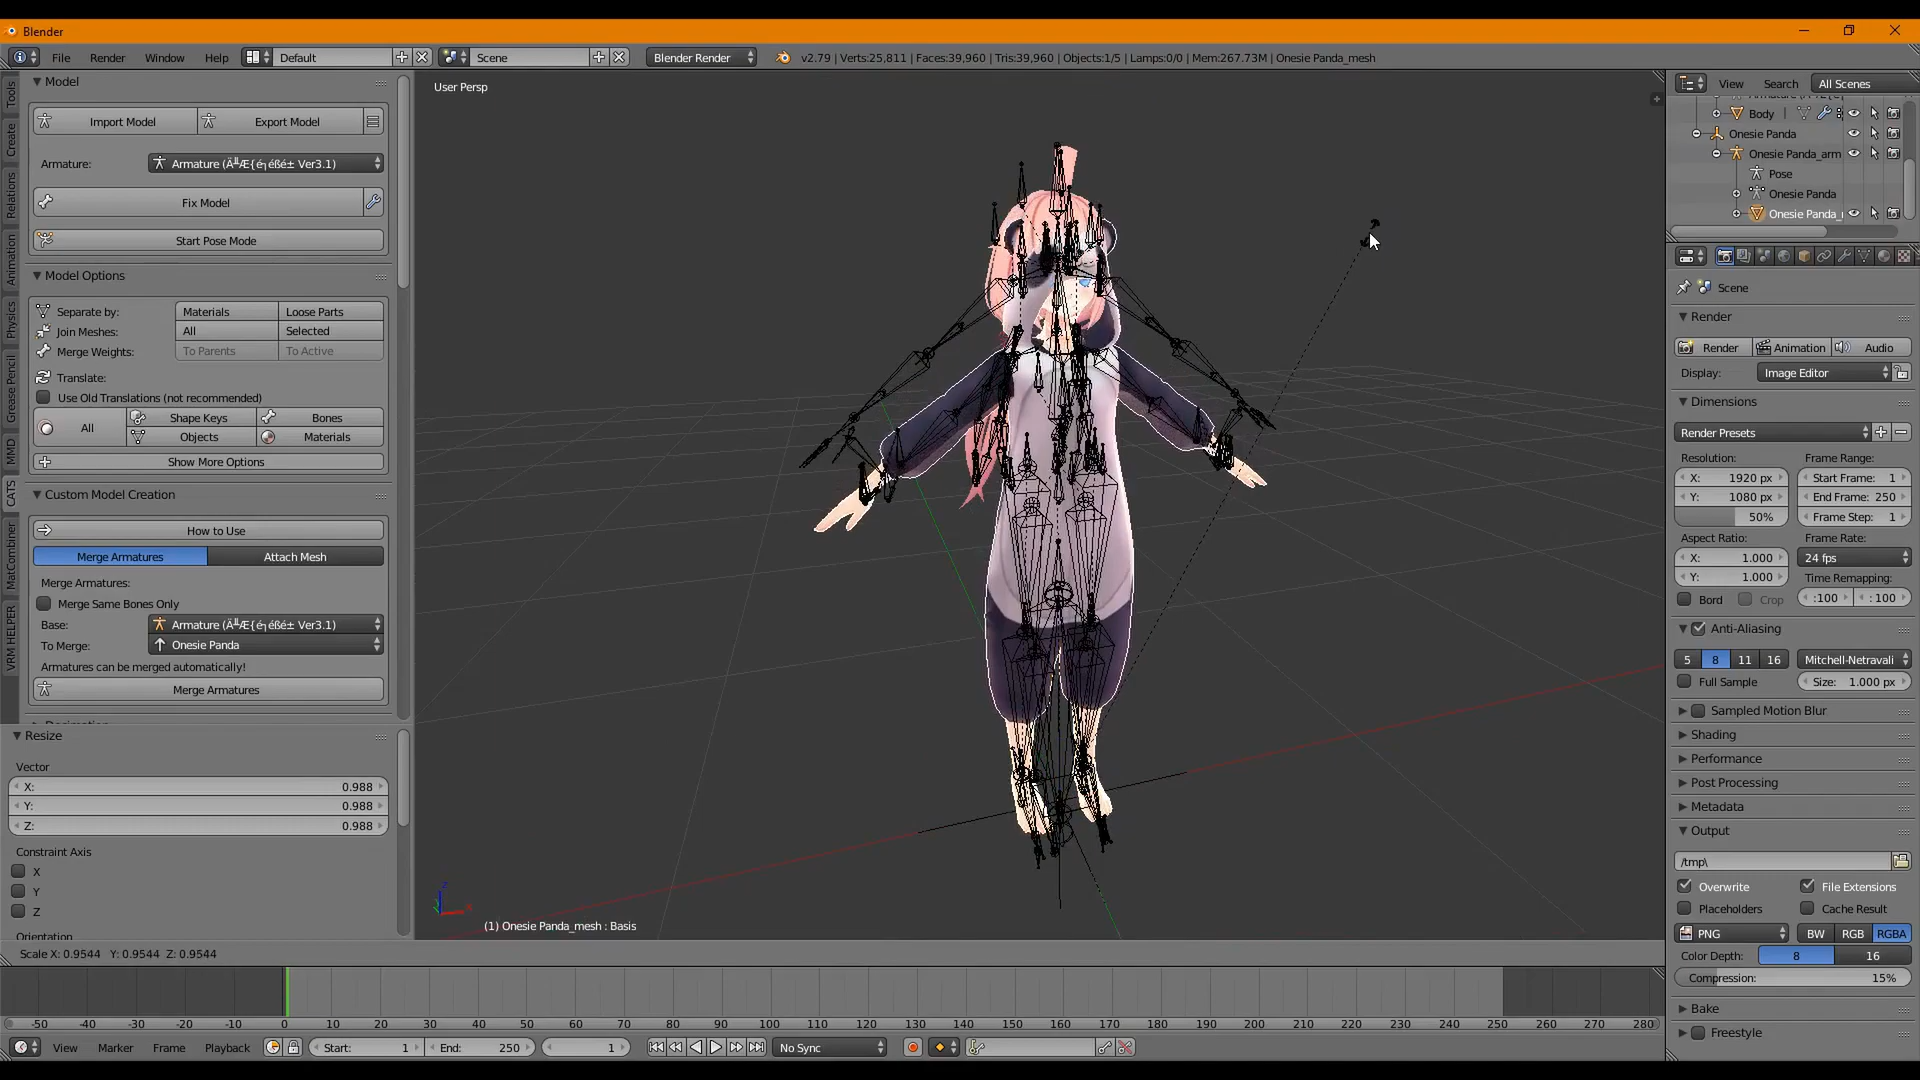 Blender
File Render Window Help Default Scene Blender Render v2.79 | Verts:25,811 | Faces:39,960 | Tris:39,960 | Objects:1/5 | Lamps:0/0 | Mem:267.73M | Onesie Panda_mesh
Tools
Create
Relations
Animation
Physics
Grease Pencil
MMD
CATS
MatCombiner
VRM HELPER
Model
Import Model Export Model
Armature:
Fix Model
Start Pose Mode
Model Options
Separate by: Materials Loose Parts
Join Meshes: All Selected
Merge Weights: To Parents To Active
Translate:
Use Old Translations (not recommended)
All Shape Keys Bones
Objects Materials
Show More Options
Custom Model Creation
How to Use
Merge Armatures Attach Mesh
Merge Armatures:
Merge Same Bones Only
Base:
To Merge: Onesie Panda
Armatures can be merged automatically!
Merge Armatures
Resize
Vector
X: 0.988
Y: 0.988
Z: 0.988
Constraint Axis
X
Y
Z
Orientation
User Persp
(1) Onesie Panda_mesh : Basis
Scale X: 0.9544 Y: 0.9544 Z: 0.9544
-50 -40 -30 -20 -10 0 10 20 30 40 50 60 70 80 90 100 110 120 130 140 150 160 170 180 190 200 210 220 230 240 250 260 270 280
View Marker Frame Playback Start: 1 End: 250 1 No Sync
View Search All Scenes
Body
Onesie Panda
Onesie Panda_arm
Pose
Onesie Panda
Onesie Panda_
Scene
Render
Render Animation Audio
Display: Image Editor
Dimensions
Render Presets
Resolution: Frame Range:
X: 1920 px Start Frame: 1
Y: 1080 px End Frame: 250
50% Frame Step: 1
Aspect Ratio: Frame Rate:
X: 1.000 24 fps
Y: 1.000 Time Remapping:
Bord Crop :100 :100
Anti-Aliasing
5 8 11 16 Mitchell-Netravali
Full Sample Size: 1.000 px
Sampled Motion Blur
Shading
Performance
Post Processing
Metadata
Output
/tmp\
Overwrite File Extensions
Placeholders Cache Result
PNG BW RGB RGBA
Color Depth: 8 16
Compression: 15%
Bake
Freestyle